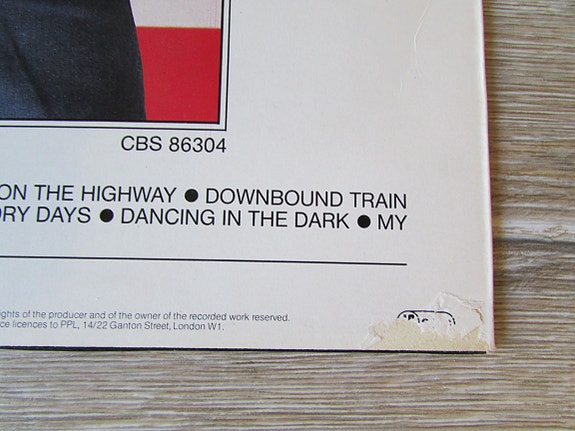 CBS 86304
ON THE HIGHWAY ● DOWNBOUND TRAIN
ORY DAYS ● DANCING IN THE DARK ● MY
ights of the producer and of the owner of the recorded work reserved.
ce licences to PPL, 14/22 Ganton Street, London W1.